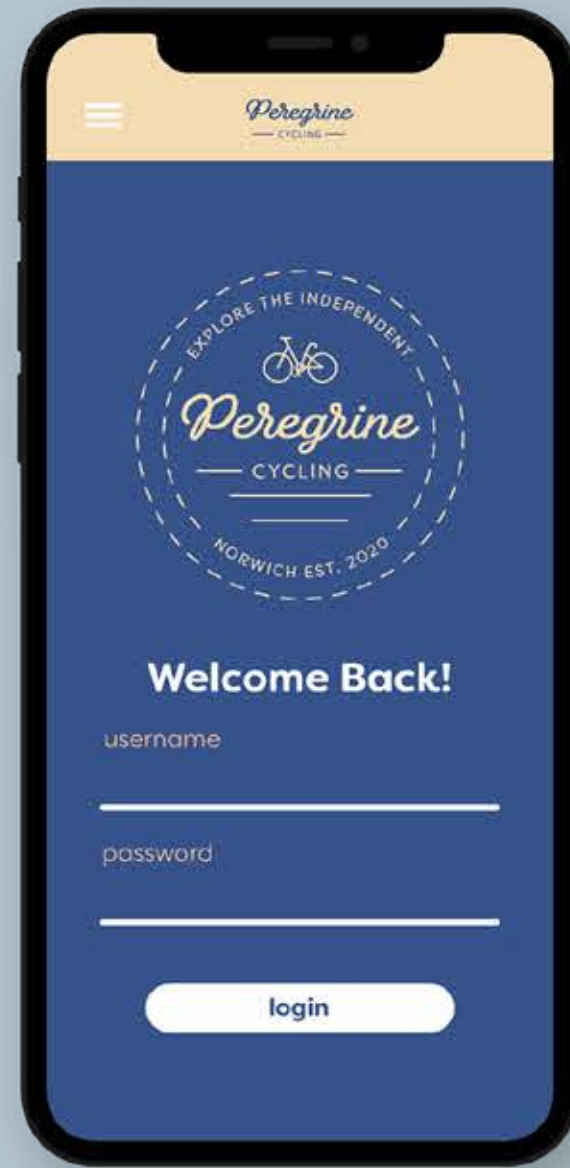 Peregrine
CYCLING
EXPLORE THE INDEPENDENT
Peregrine
CYCLING
NORWICH EST. 2020
Welcome Back!
username
password
login